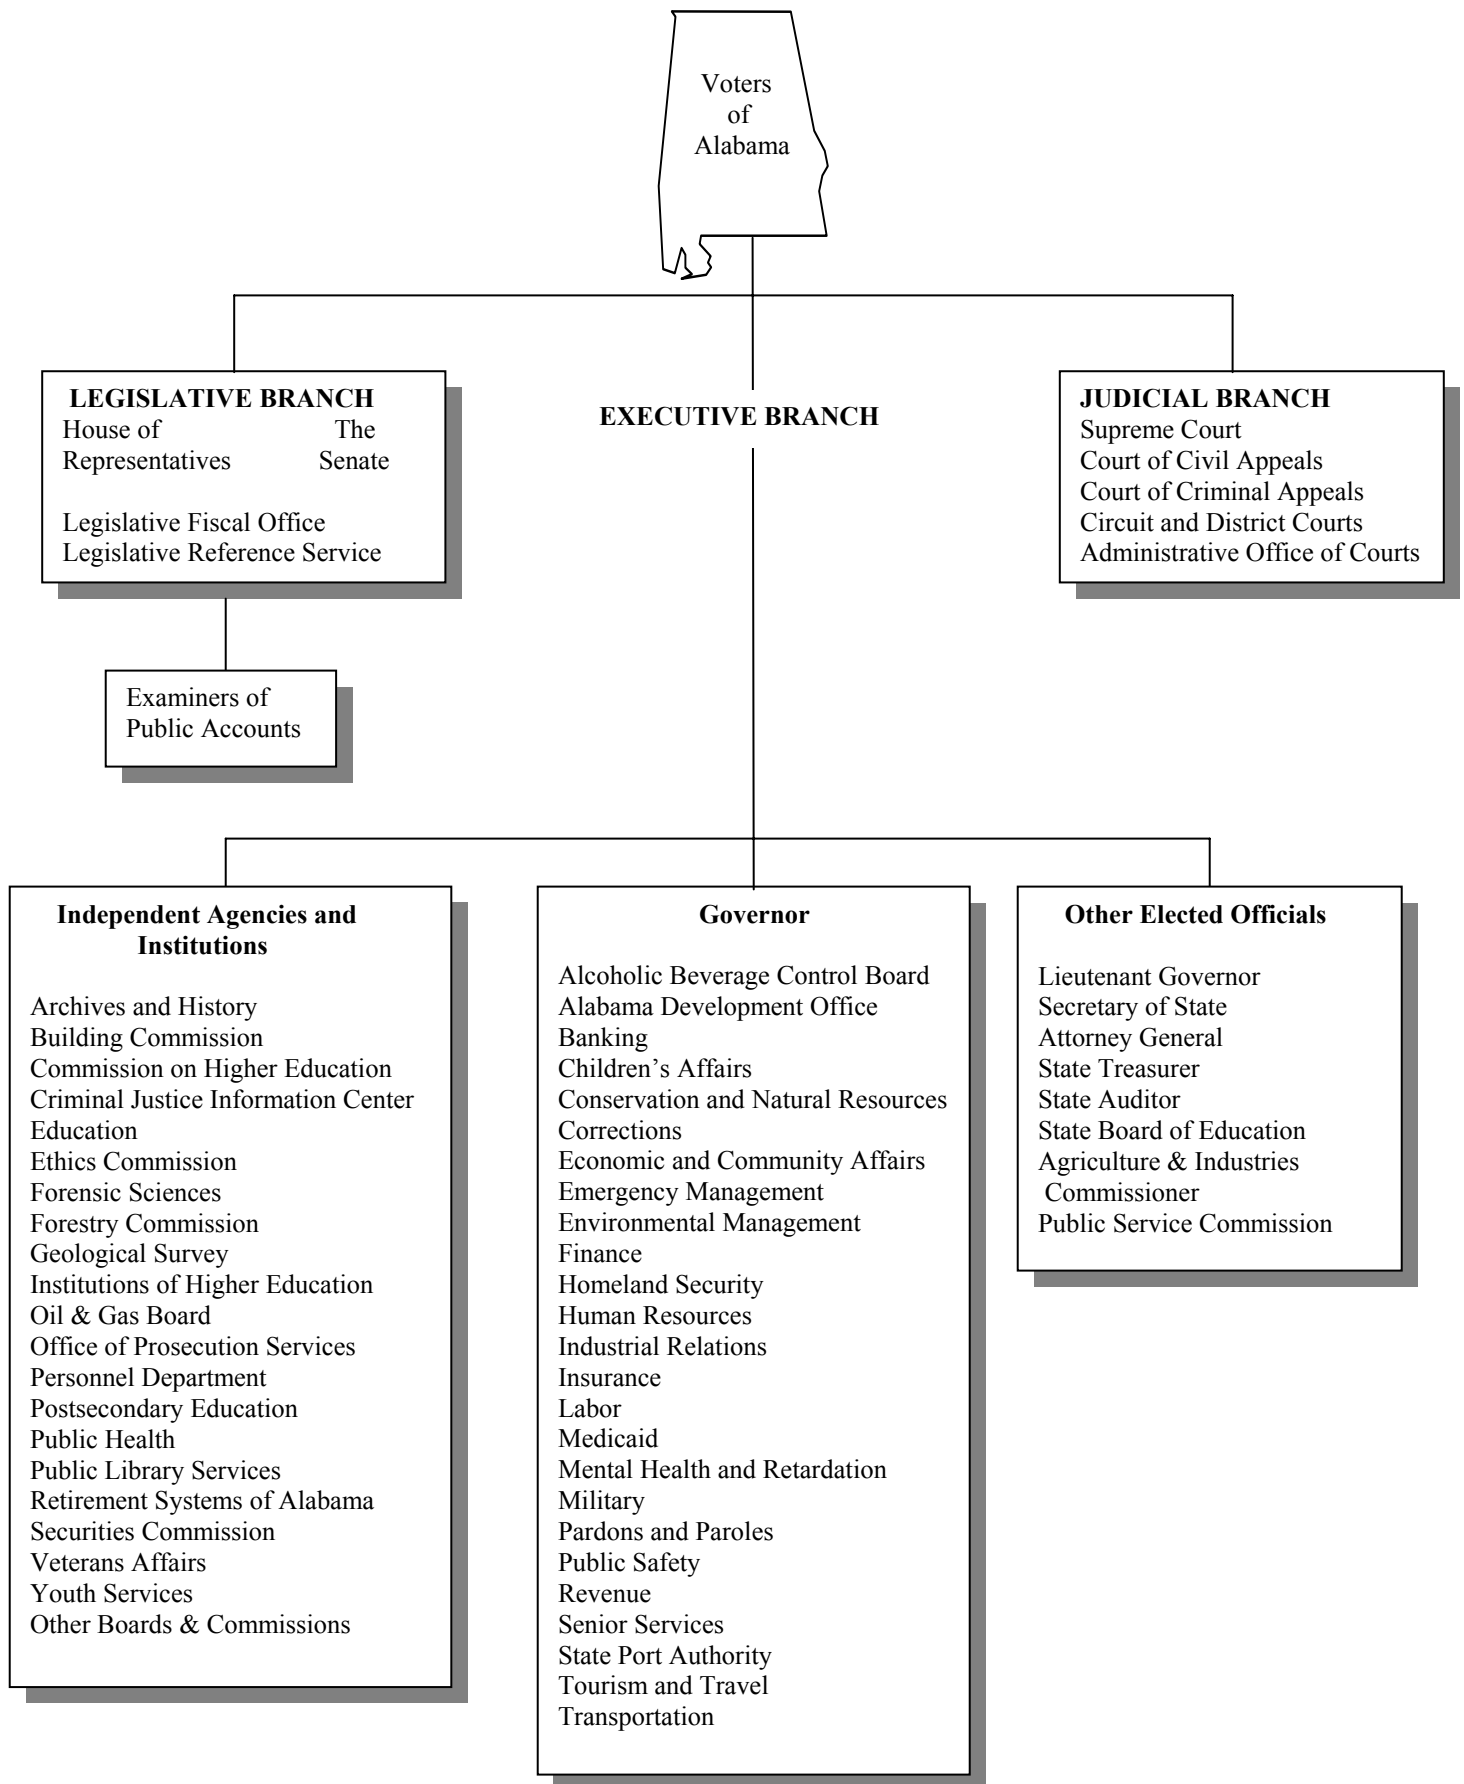 Voters
of
Alabama
LEGISLATIVE BRANCH
House of The
Representatives Senate
Legislative Fiscal Office
Legislative Reference Service
EXECUTIVE BRANCH
JUDICIAL BRANCH
Supreme Court
Court of Civil Appeals
Court of Criminal Appeals
Circuit and District Courts
Administrative Office of Courts
Examiners of
Public Accounts
Independent Agencies and
Institutions
Archives and History
Building Commission
Commission on Higher Education
Criminal Justice Information Center
Education
Ethics Commission
Forensic Sciences
Forestry Commission
Geological Survey
Institutions of Higher Education
Oil & Gas Board
Office of Prosecution Services
Personnel Department
Postsecondary Education
Public Health
Public Library Services
Retirement Systems of Alabama
Securities Commission
Veterans Affairs
Youth Services
Other Boards & Commissions
Governor
Alcoholic Beverage Control Board
Alabama Development Office
Banking
Children’s Affairs
Conservation and Natural Resources
Corrections
Economic and Community Affairs
Emergency Management
Environmental Management
Finance
Homeland Security
Human Resources
Industrial Relations
Insurance
Labor
Medicaid
Mental Health and Retardation
Military
Pardons and Paroles
Public Safety
Revenue
Senior Services
State Port Authority
Tourism and Travel
Transportation
Other Elected Officials
Lieutenant Governor
Secretary of State
Attorney General
State Treasurer
State Auditor
State Board of Education
Agriculture & Industries
Commissioner
Public Service Commission